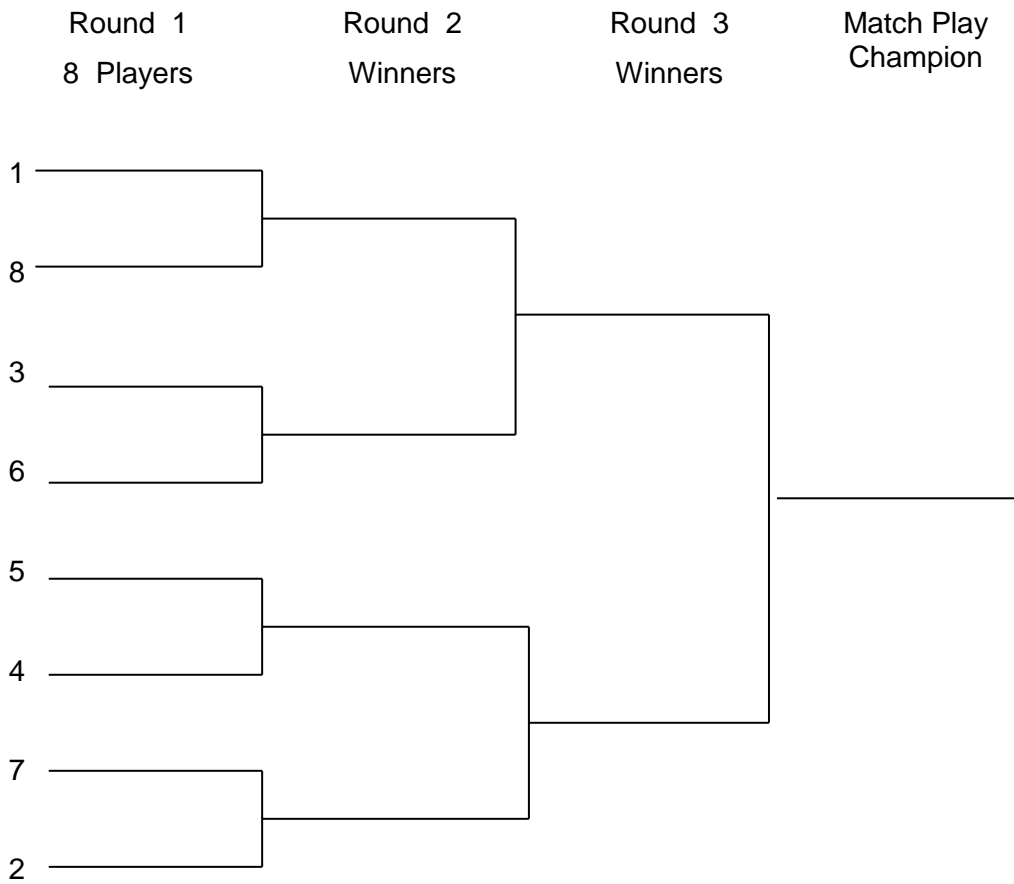 Round 1
8 Players
Round 2
Winners
Round 3
Winners
Match Play
Champion
1
8
3
6
5
4
7
2